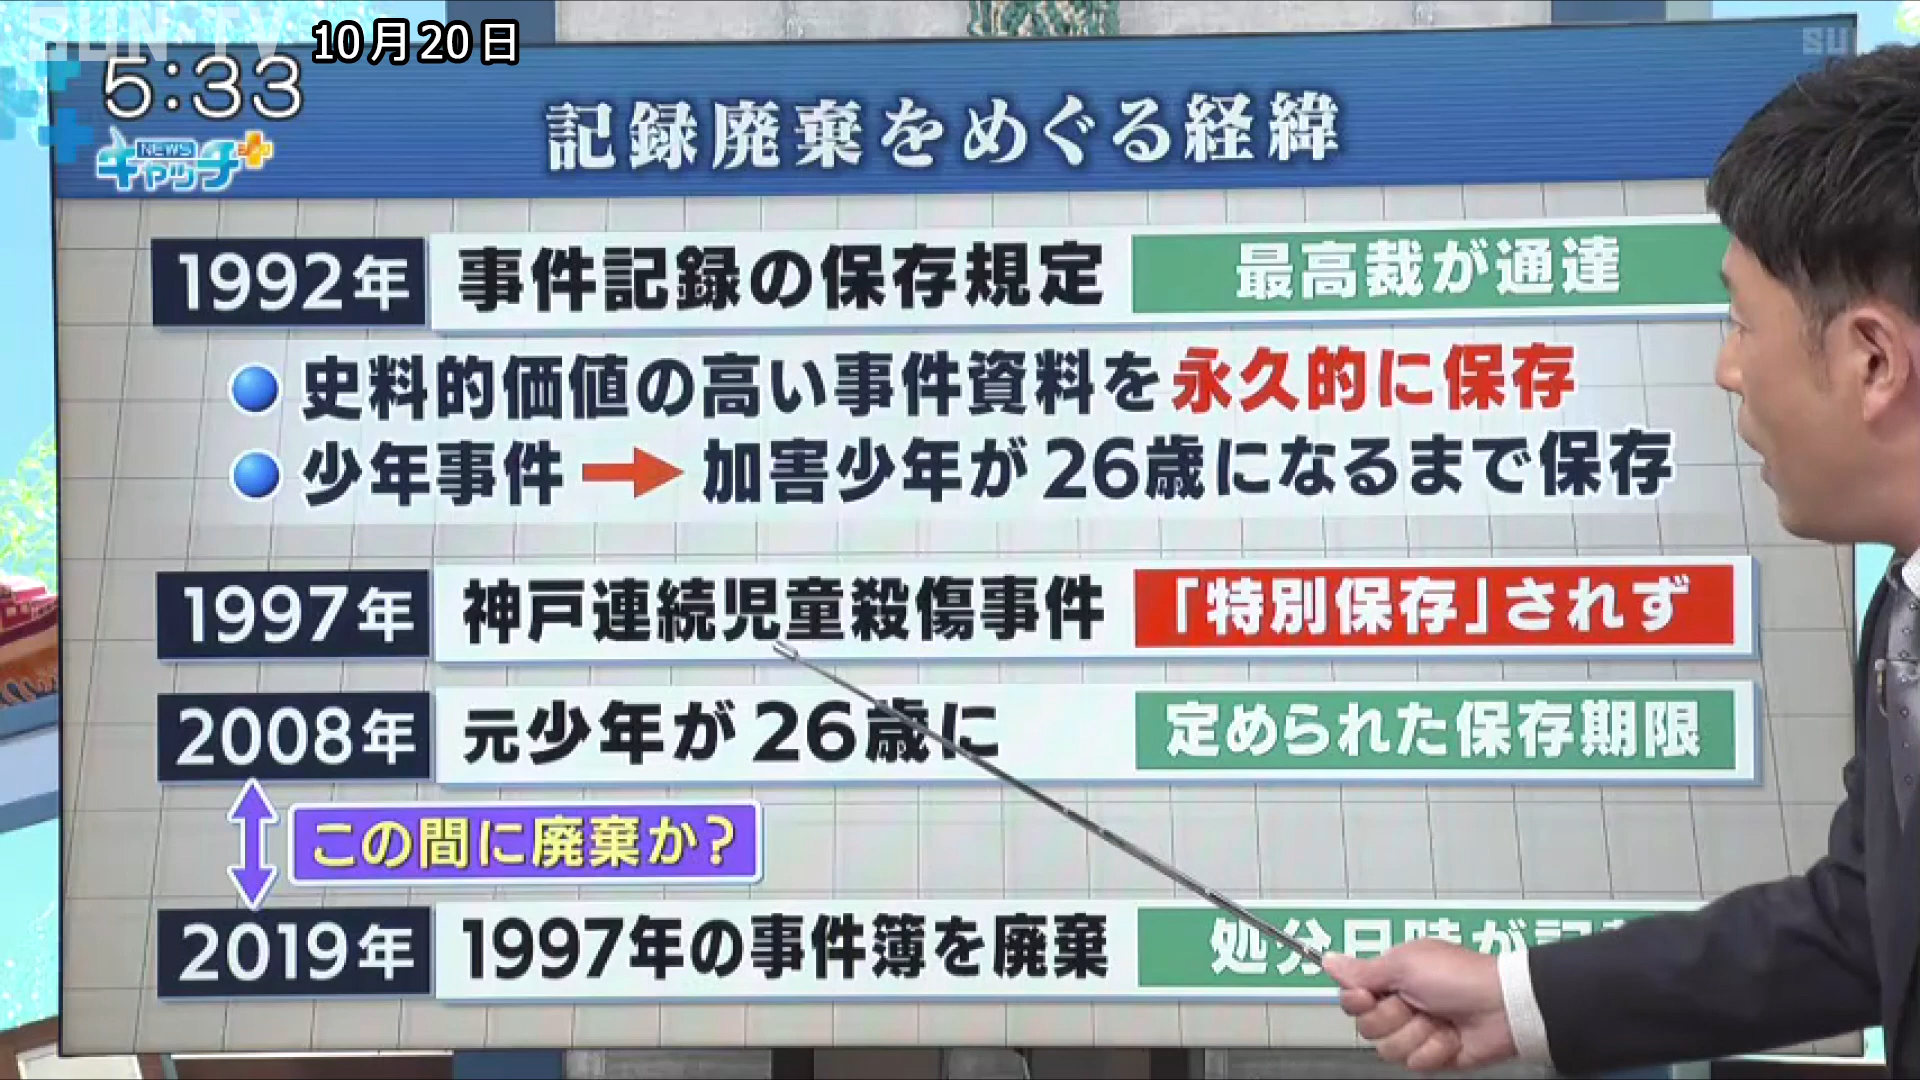 SUN-TV
10月20日
5:33
NEWS
キャッチ+
記録廃棄をめぐる経緯
1992年 事件記録の保存規定 最高裁が通達
史料的価値の高い事件資料を永久的に保存
少年事件→加害少年が26歳になるまで保存
1997年 神戸連続児童殺傷事件 「特別保存」されず
2008年 元少年が26歳に 定められた保存期限
この間に廃棄か?
2019年 1997年の事件簿を廃棄 処分日時が